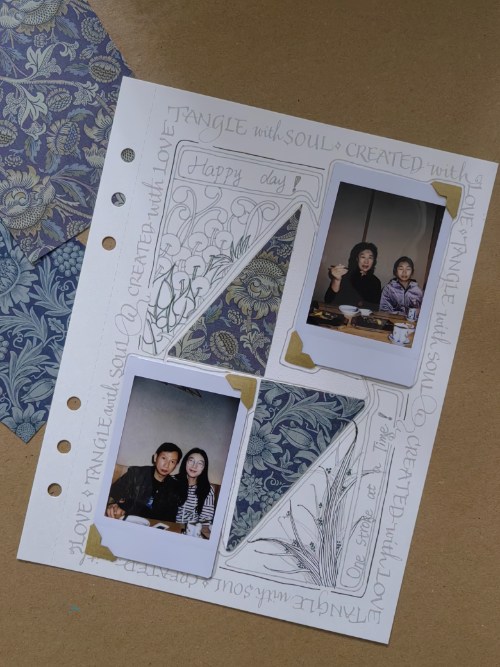 TANGLE with SOUL ⋄ CREATED with LOVE ⋄ TANGLE with SOUL @ CREATED with LOVE
TANGLE with SOUL & CREATED
LOVE ⋄ TANGLE with SOUL @ CREATED with LOVE
Happy day!
One Stroke at a Time!